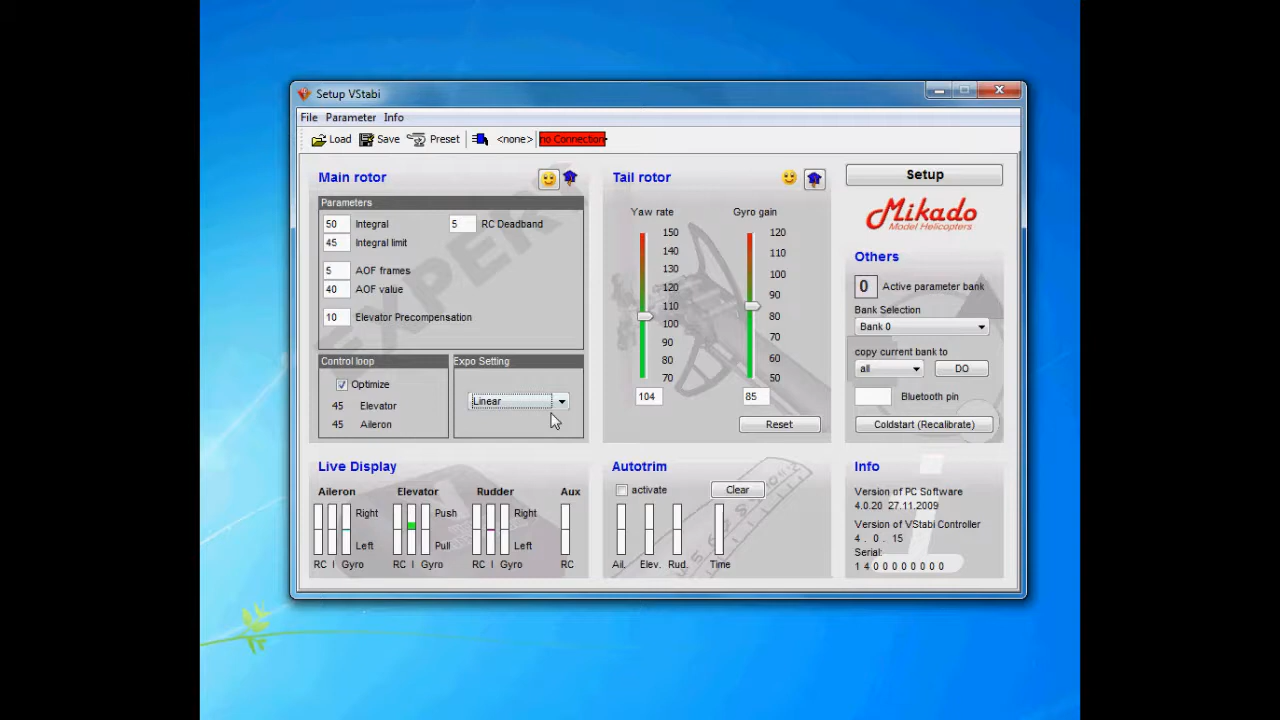 Setup VStabi
File Parameter Info
Load Save Preset <none> no Connection
Main rotor
Parameters
50 Integral 5 RC Deadband
45 Integral limit
5 AOF frames
40 AOF value
10 Elevator Precompensation
EXPERT
Control loop
Optimize
45 Elevator
45 Aileron
Expo Setting
Linear
Tail rotor
Yaw rate Gyro gain
150 120
140 110
130 100
120 90
110 80
100 70
90 60
80 50
70
104 85
Reset
Setup
Mikado
Model Helicopters
Others
0 Active parameter bank
Bank Selection
Bank 0
copy current bank to
all DO
Bluetooth pin
Coldstart (Recalibrate)
Live Display
Aileron Elevator Rudder Aux
Right Push Right
Left Pull Left
RC I Gyro RC I Gyro RC I Gyro RC
Autotrim
activate Clear
Ail. Elev. Rud. Time
Info
Version of PC Software
4.0.20 27.11.2009
Version of VStabi Controller
4 . 0 . 15
Serial:
1 4 0 0 0 0 0 0 0 0